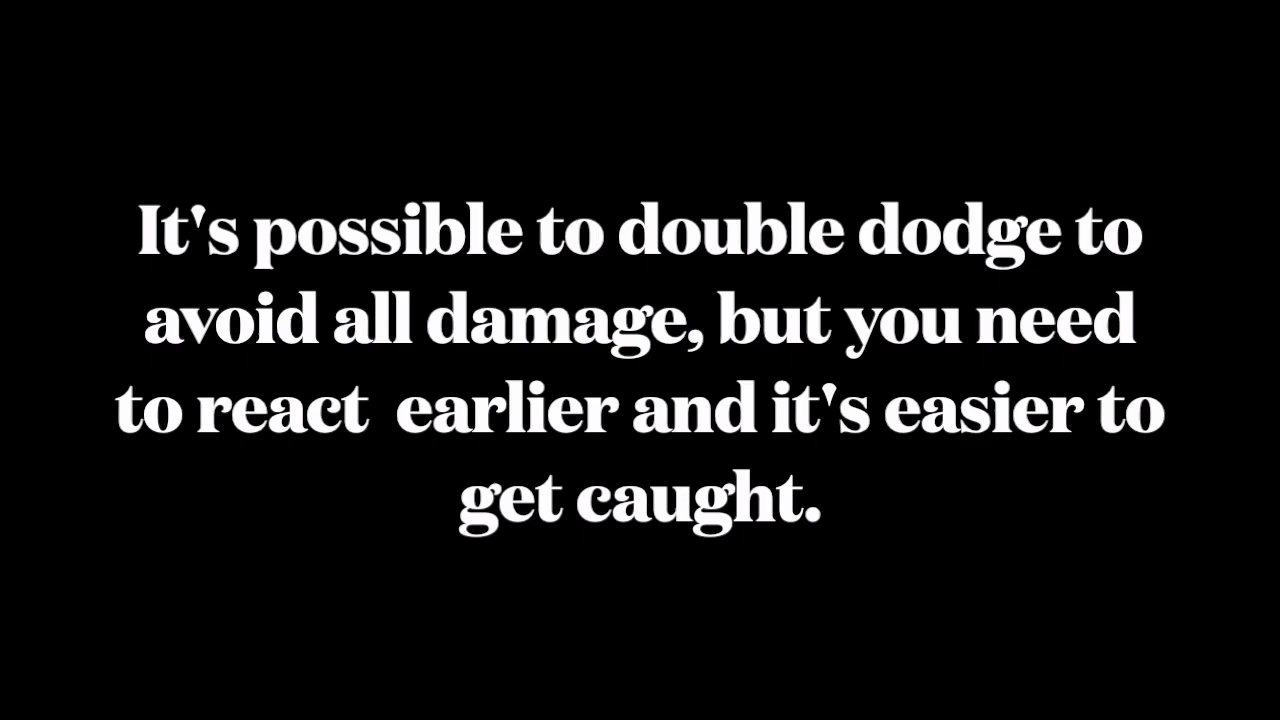 It's possible to double dodge to
avoid all damage, but you need
to react  earlier and it's easier to
get caught.